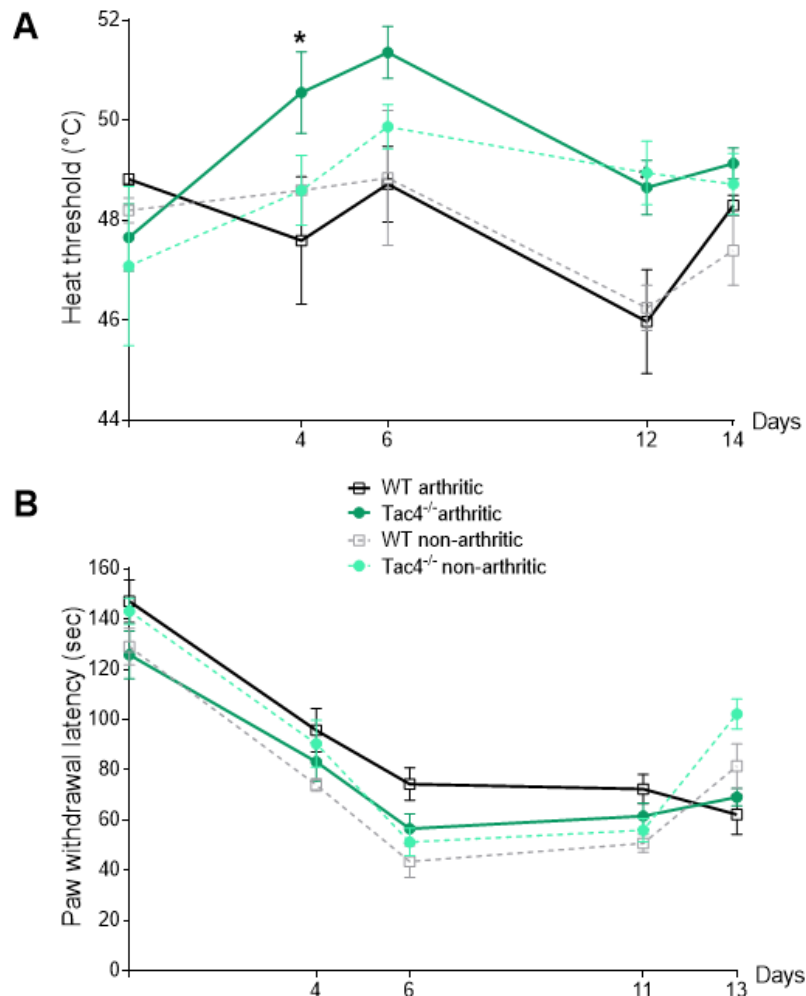 A
Heat threshold (°C)
52
*
50
48
46
44
4 6 12 14 Days
B
WT arthritic
Tac4-/- arthritic
WT non-arthritic
Tac4-/- non-arthritic
Paw withdrawal latency (sec)
160
140
120
100
80
60
40
20
0
4 6 11 13 Days